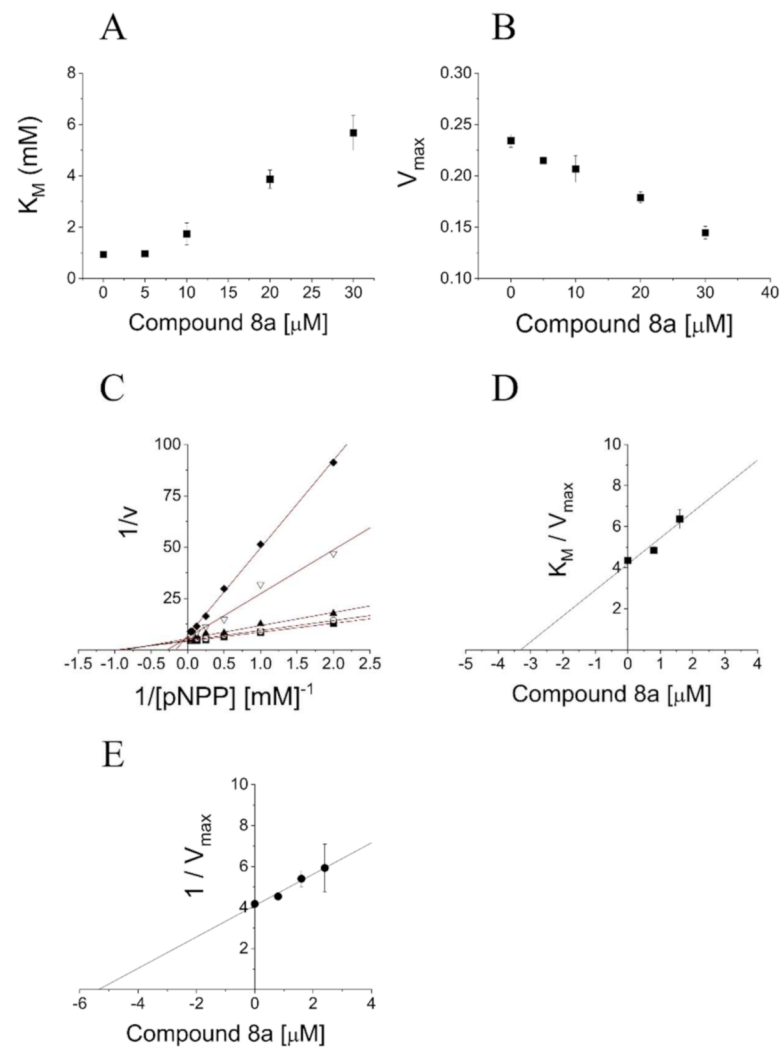 A
8
6
4
2
0
K_M (mM)
0 5 10 15 20 25 30
Compound 8a [μM]
B
0.30
0.25
0.20
0.15
0.10
V_max
0 10 20 30 40
Compound 8a [μM]
C
100
75
50
25
1/v
-1.5 -1.0 -0.5 0.0 0.5 1.0 1.5 2.0 2.5
1/[pNPP] [mM]^-1
D
10
8
6
4
2
K_M / V_max
-5 -4 -3 -2 -1 0 1 2 3 4
Compound 8a [μM]
E
10
8
6
4
2
1 / V_max
-6 -4 -2 0 2 4
Compound 8a [μM]